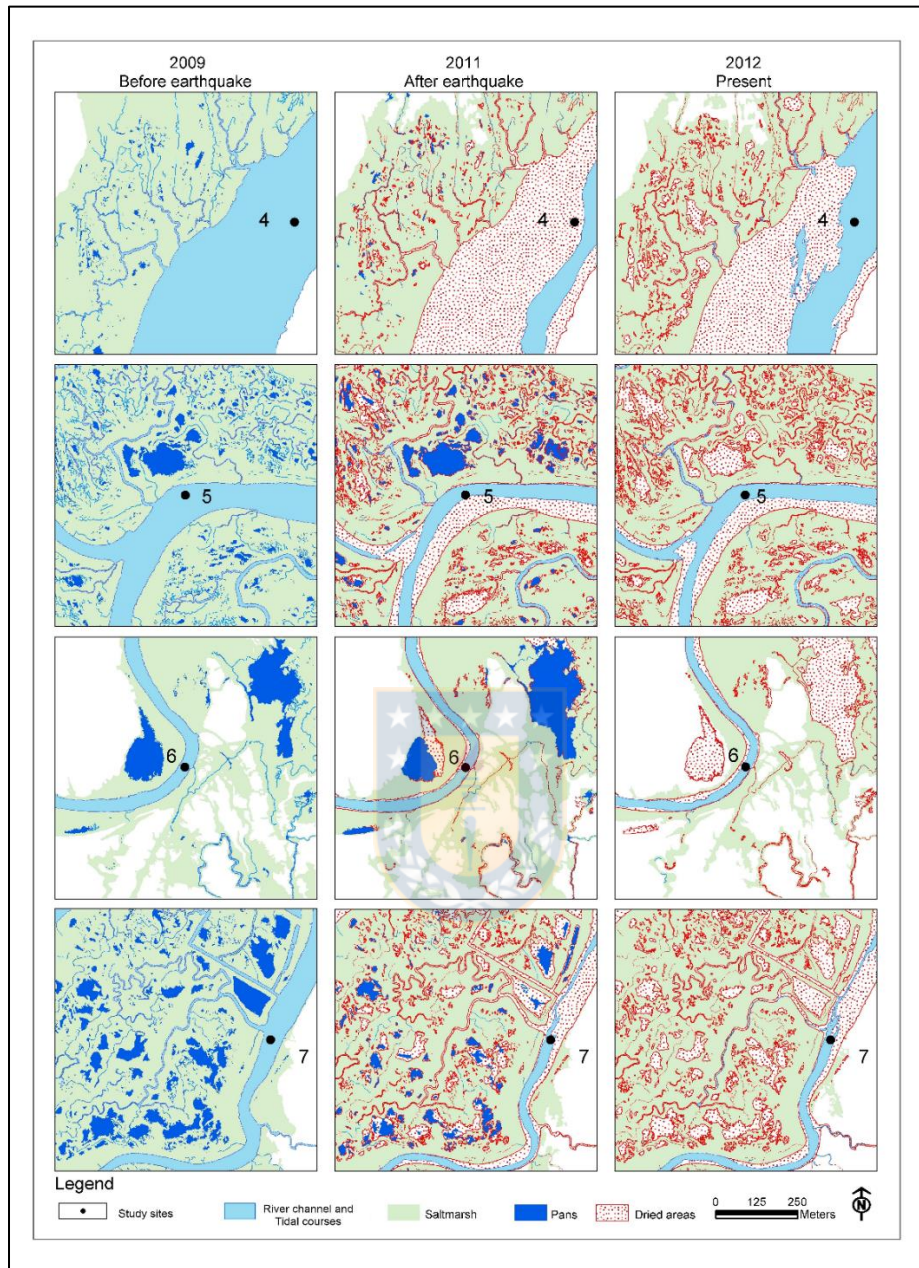 2009
Before earthquake
2011
After earthquake
2012
Present
4
4
4
5
5
5
6
6
6
7
7
7
Legend
Study sites
River channel and
Tidal courses
Saltmarsh
Pans
Dried areas
0 125 250
Meters
N